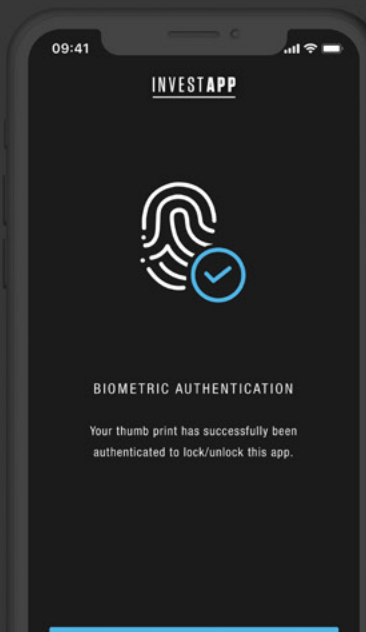 09:41
INVESTAPP
BIOMETRIC AUTHENTICATION
Your thumb print has successfully been
authenticated to lock/unlock this app.